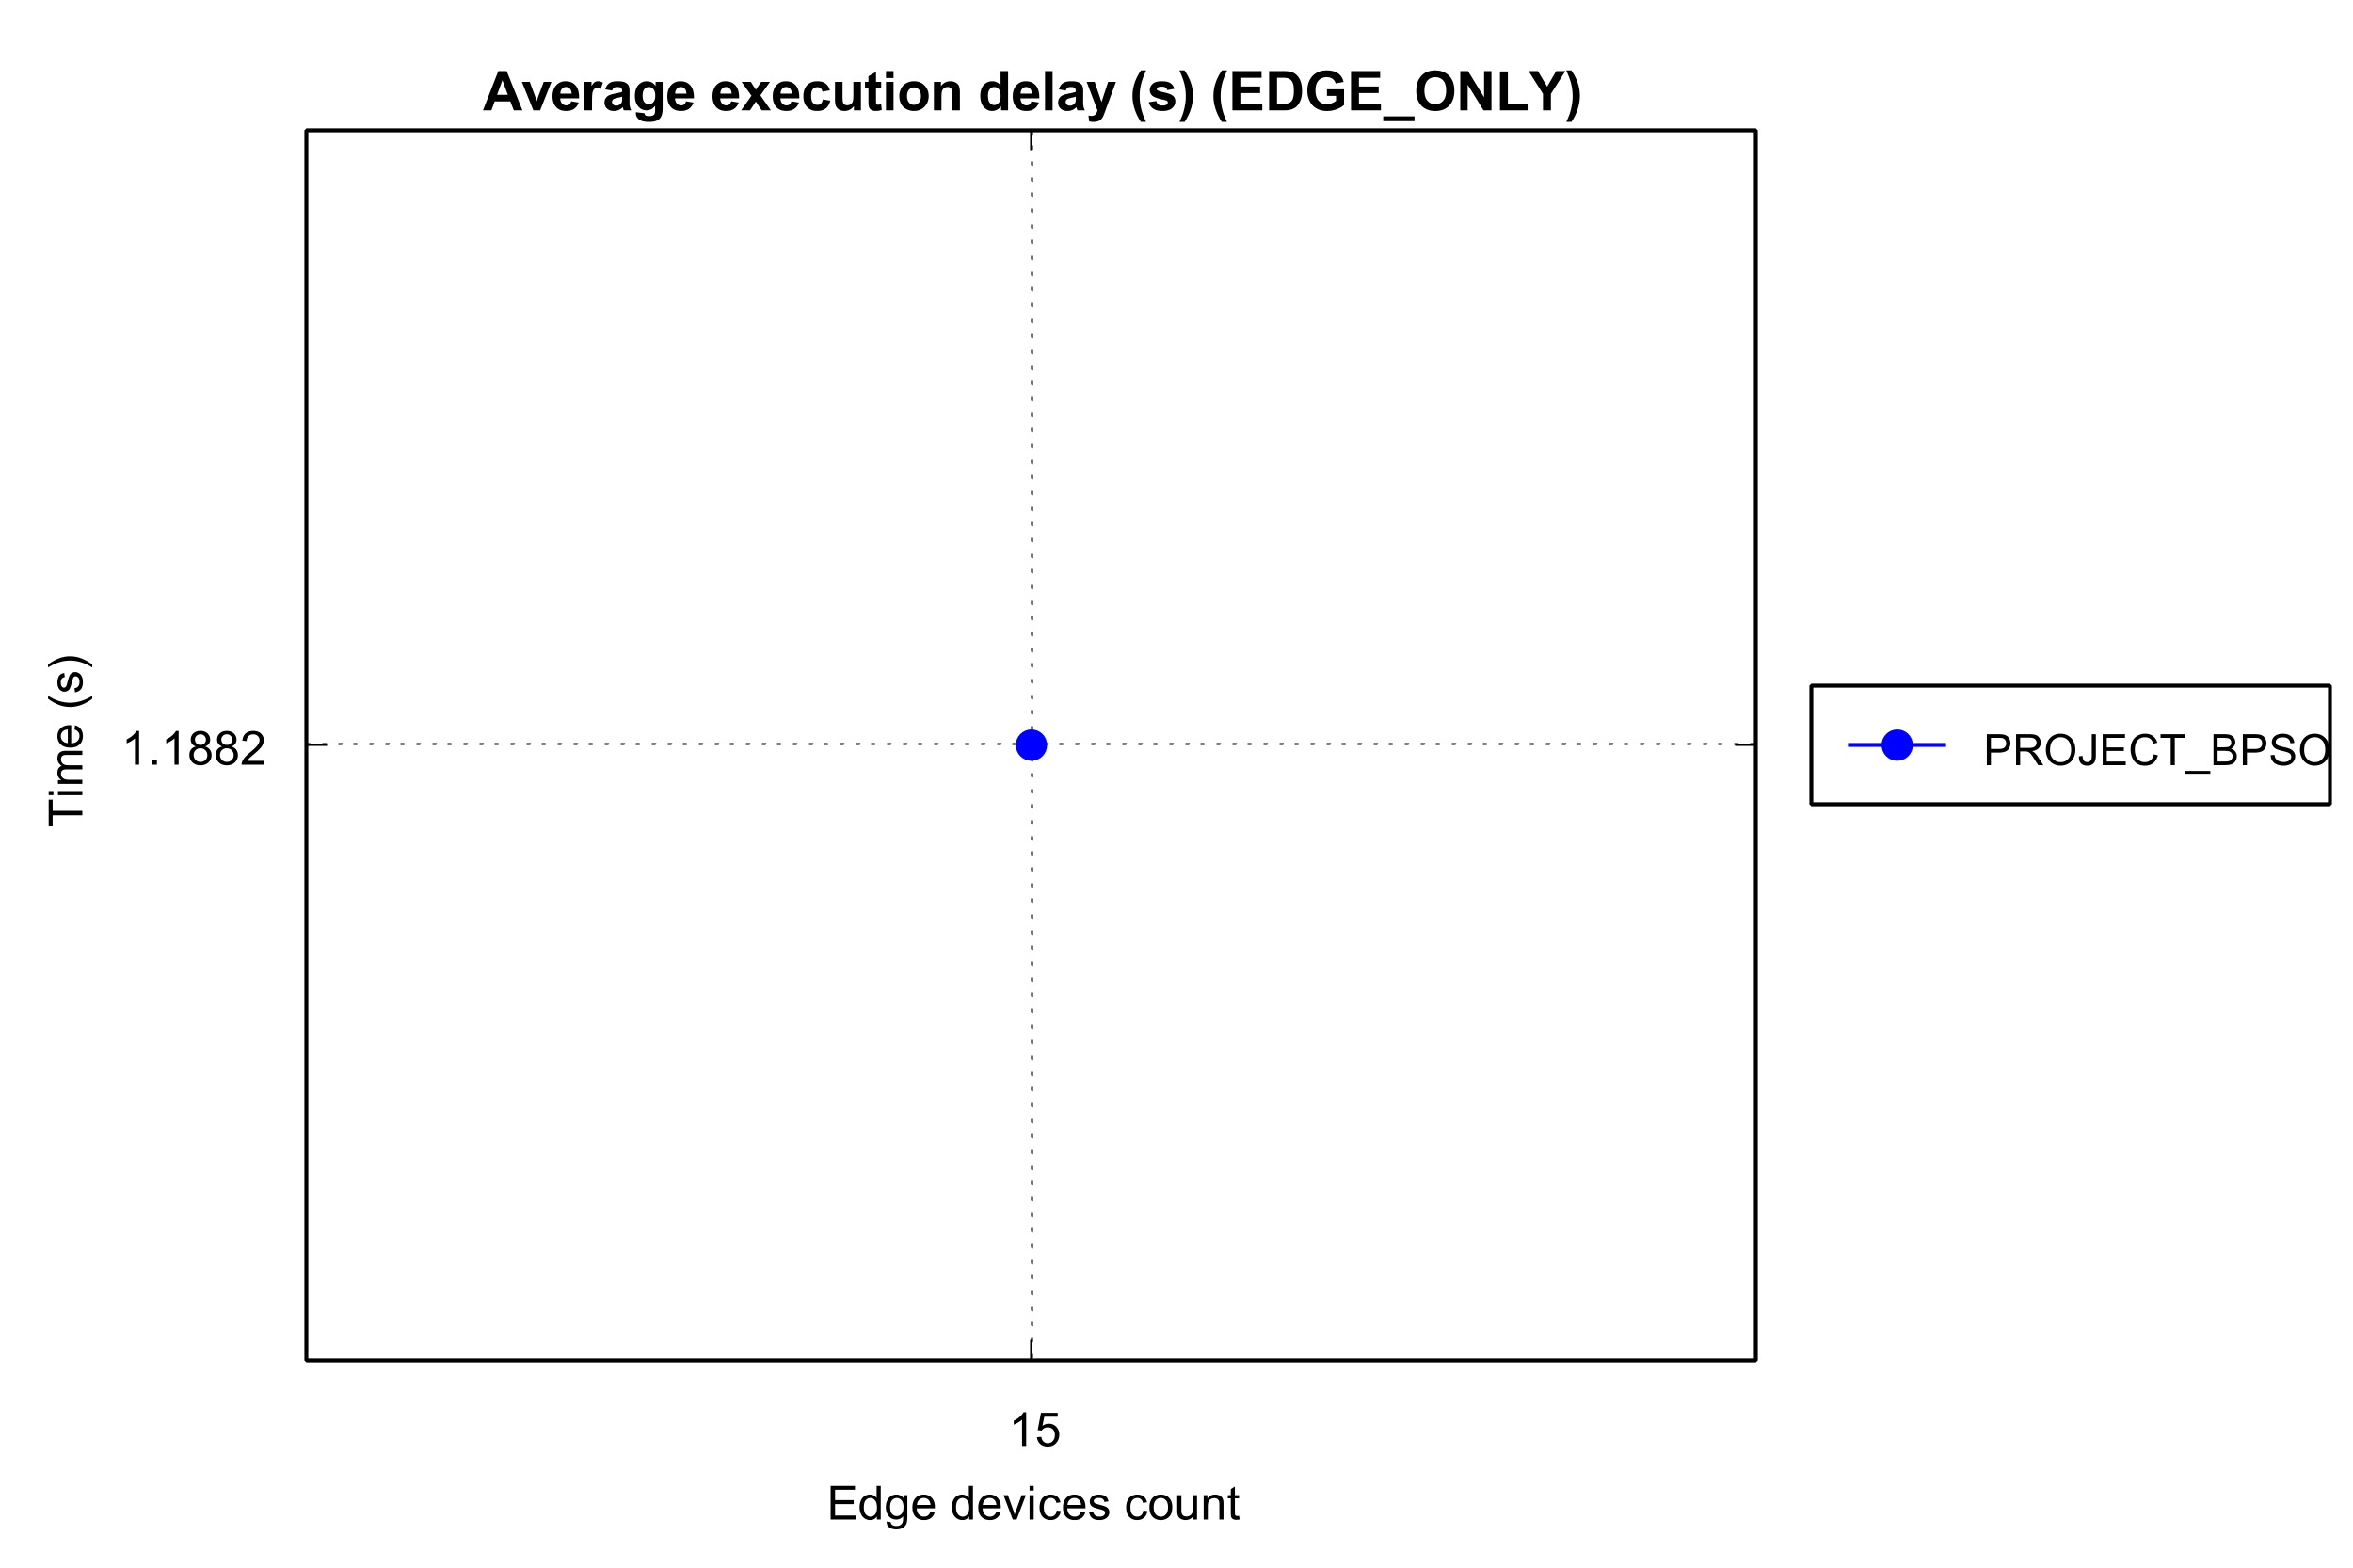 Average execution delay (s)(EDGE_ONLY)
Time (s)
1.1882
PROJECT_BPSO
15
Edge devices count